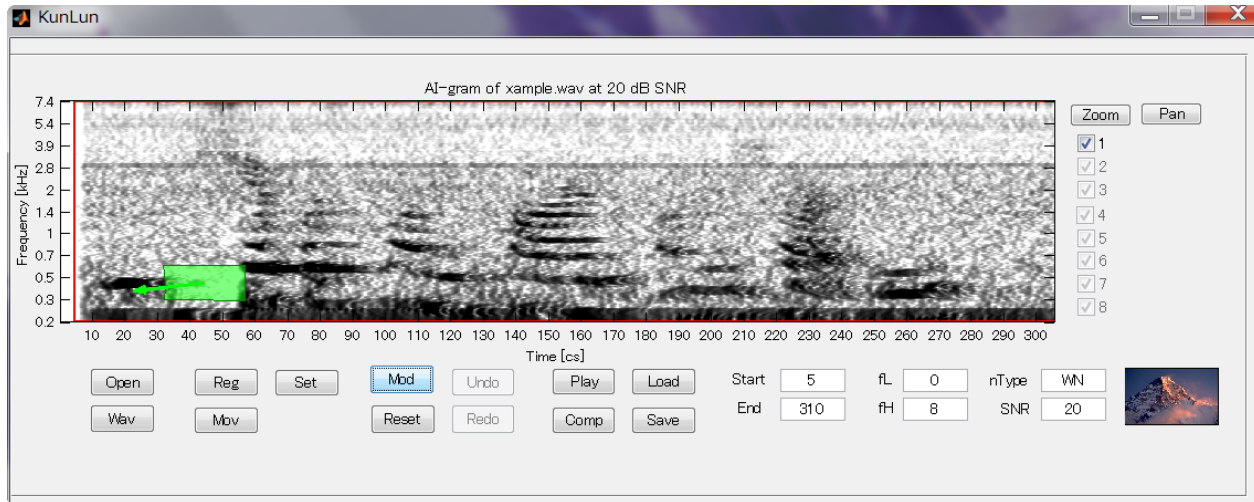 KunLun
AI-gram of xample.wav at 20 dB SNR
7.4
5.4
3.9
2.8
2
1.4
1
0.7
0.5
0.3
0.2
Frequency [kHz]
10 20 30 40 50 60 70 80 90 100 110 120 130 140 150 160 170 180 190 200 210 220 230 240 250 260 270 280 290 300
Time [cs]
Zoom Pan
1
2
3
4
5
6
7
8
Open Reg Set Mod Undo Play Load Start 5 fL 0 nType WN
Wav Mov Reset Redo Comp Save End 310 fH 8 SNR 20